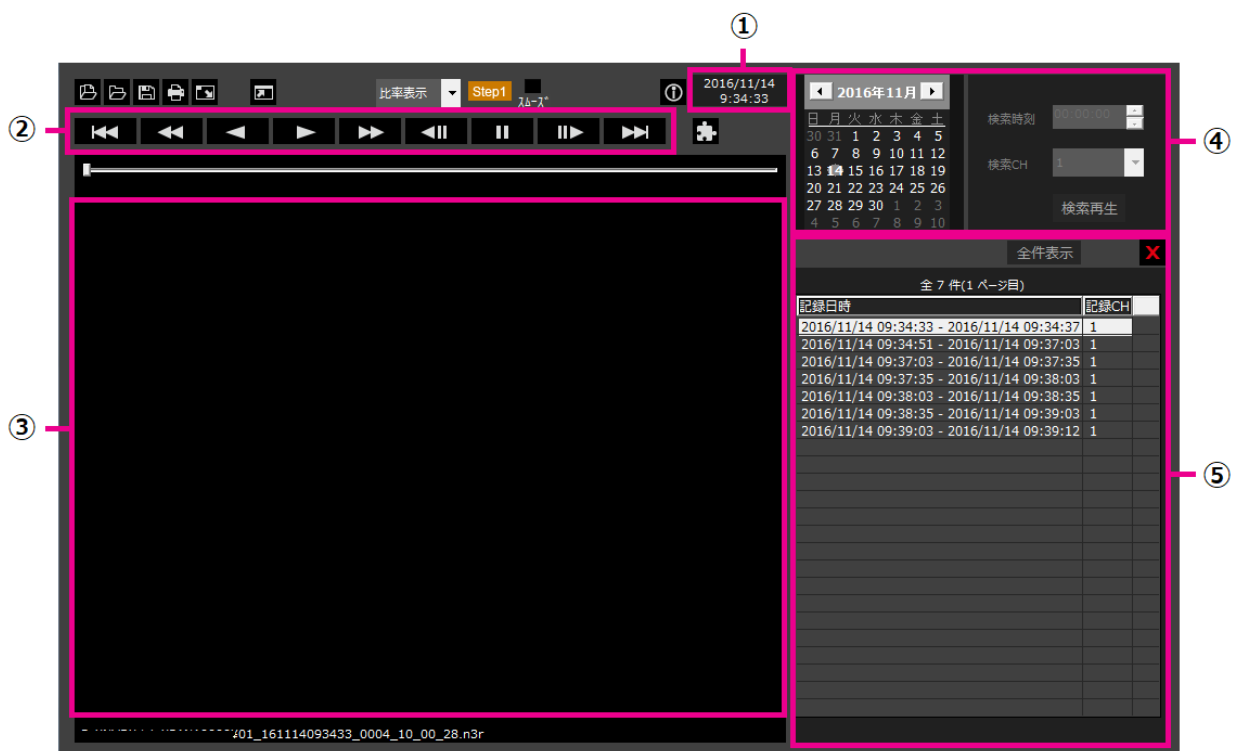 ①
比率表示 Step1 スムーズ 2016/11/14
9:34:33
②
2016年11月
日 月 火 水 木 金 土
30 31 1 2 3 4 5
6 7 8 9 10 11 12
13 14 15 16 17 18 19
20 21 22 23 24 25 26
27 28 29 30 1 2 3
4 5 6 7 8 9 10
検索時刻 00:00:00
検索CH 1
検索再生
④
全件表示 X
全 7 件(1 ページ目)
記録日時 記録CH
2016/11/14 09:34:33 - 2016/11/14 09:34:37 1
2016/11/14 09:34:51 - 2016/11/14 09:37:03 1
2016/11/14 09:37:03 - 2016/11/14 09:37:35 1
2016/11/14 09:37:35 - 2016/11/14 09:38:03 1
2016/11/14 09:38:03 - 2016/11/14 09:38:35 1
2016/11/14 09:38:35 - 2016/11/14 09:39:03 1
2016/11/14 09:39:03 - 2016/11/14 09:39:12 1
③
⑤
01_161114093433_0004_10_00_28.n3r